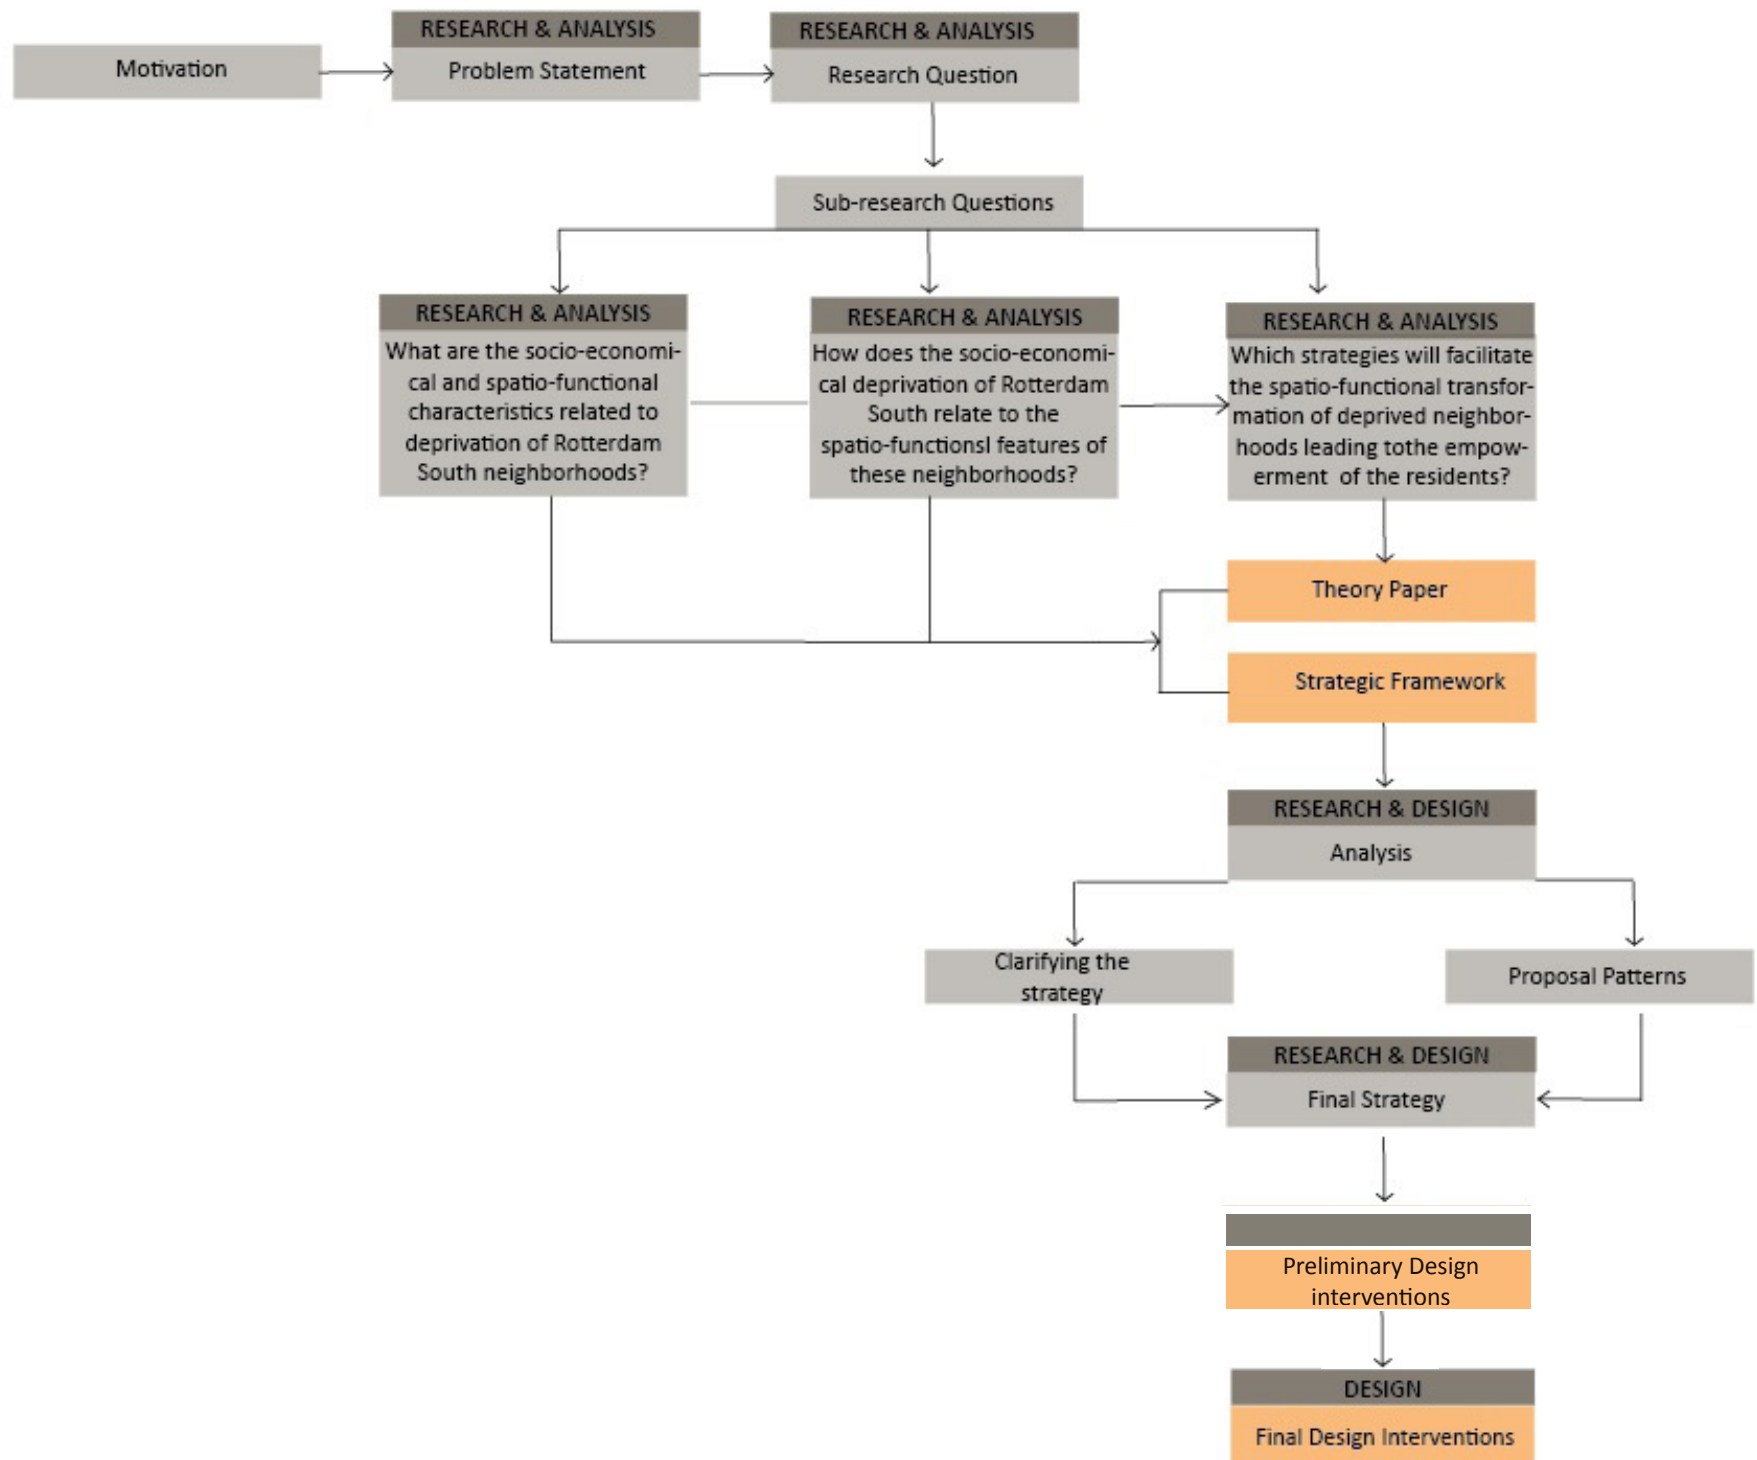 Motivation
RESEARCH & ANALYSIS
Problem Statement
RESEARCH & ANALYSIS
Research Question
Sub-research Questions
RESEARCH & ANALYSIS
What are the socio-economi-
cal and spatio-functional
characteristics related to
deprivation of Rotterdam
South neighborhoods?
RESEARCH & ANALYSIS
How does the socio-economi-
cal deprivation of Rotterdam
South relate to the
spatio-functionsl features of
these neighborhoods?
RESEARCH & ANALYSIS
Which strategies will facilitate
the spatio-functional transfor-
mation of deprived neighbor-
hoods leading tothe empow-
erment of the residents?
Theory Paper
Strategic Framework
RESEARCH & DESIGN
Analysis
Clarifying the
strategy
Proposal Patterns
RESEARCH & DESIGN
Final Strategy
Preliminary Design
interventions
DESIGN
Final Design Interventions